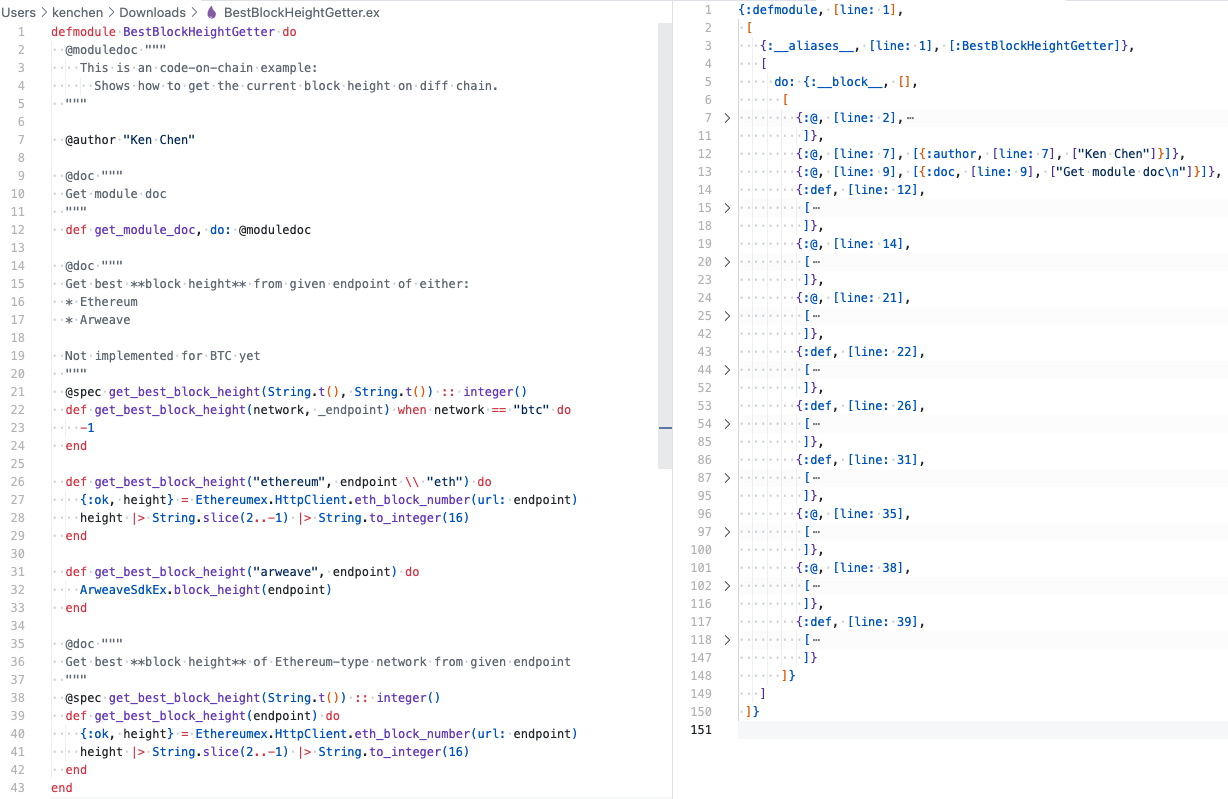 Users > kenchen > Downloads > BestBlockHeightGetter.ex
1 defmodule BestBlockHeightGetter do
2   @moduledoc """
3     This is an code-on-chain example:
4       Shows how to get the current block height on diff chain.
5   """
6
7   @author "Ken Chen"
8
9   @doc """
10   Get module doc
11   """
12   def get_module_doc, do: @moduledoc
13
14   @doc """
15   Get best **block height** from given endpoint of either:
16   * Ethereum
17   * Arweave
18
19   Not implemented for BTC yet
20   """
21   @spec get_best_block_height(String.t(), String.t()) :: integer()
22   def get_best_block_height(network, _endpoint) when network == "btc" do
23     -1
24   end
25
26   def get_best_block_height("ethereum", endpoint \\ "eth") do
27     {:ok, height} = Ethereumex.HttpClient.eth_block_number(url: endpoint)
28     height |> String.slice(2..-1) |> String.to_integer(16)
29   end
30
31   def get_best_block_height("arweave", endpoint) do
32     ArweaveSdkEx.block_height(endpoint)
33   end
34
35   @doc """
36   Get best **block height** of Ethereum-type network from given endpoint
37   """
38   @spec get_best_block_height(String.t()) :: integer()
39   def get_best_block_height(endpoint) do
40     {:ok, height} = Ethereumex.HttpClient.eth_block_number(url: endpoint)
41     height |> String.slice(2..-1) |> String.to_integer(16)
42   end
43 end
1 {:defmodule, [line: 1],
2  [
3    {:__aliases__, [line: 1], [:BestBlockHeightGetter]},
4    [
5      do: {:__block__, [],
6       [
7 >         {:@, [line: 2],…
11          ]},
12         {:@, [line: 7], [{:author, [line: 7], ["Ken Chen"]}]},
13         {:@, [line: 9], [{:doc, [line: 9], ["Get module doc\n"]}]},
14         {:def, [line: 12],
15 >          […
18          ]},
19         {:@, [line: 14],
20 >          […
23          ]},
24         {:@, [line: 21],
25 >          […
42          ]},
43         {:def, [line: 22],
44 >          […
52          ]},
53         {:def, [line: 26],
54 >          […
85          ]},
86         {:def, [line: 31],
87 >          […
95          ]},
96         {:@, [line: 35],
97 >          […
100          ]},
101         {:@, [line: 38],
102 >          […
116          ]},
117         {:def, [line: 39],
118 >          […
147          ]}
148       ]}
149    ]
150  ]}
151